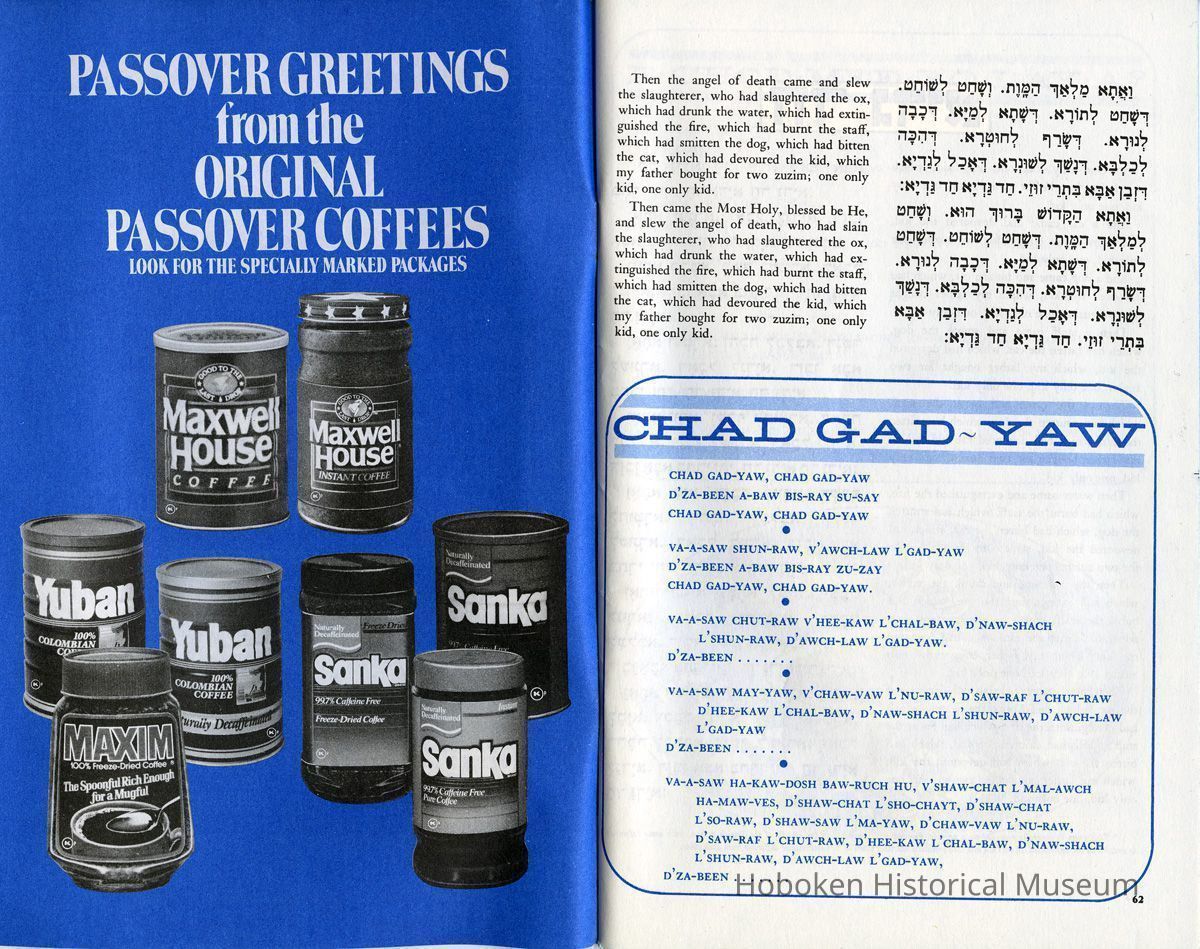 PASSOVER GREETINGS
from the
ORIGINAL
PASSOVER COFFEES
LOOK FOR THE SPECIALLY MARKED PACKAGES
GOOD TO THE
LAST DROP
Maxwell
House
COFFEE
GOOD TO THE
LAST DROP
Maxwell
House
INSTANT COFFEE
Yuban
100%
COLOMBIAN
Yuban
100%
COLOMBIAN
COFFEE
Naturally
Decaffeinated
Freeze-Dried
Sanka
99.7% Caffeine Free
Freeze-Dried Coffee
Naturally
Decaffeinated
Sanka
MAXIM
100% Freeze-Dried Coffee
The Spoonful Rich Enough
for a Mugful
Naturally
Decaffeinated
Instant
Sanka
99.7% Caffeine Free
Pure Coffee
Then the angel of death came and slew
the slaughterer, who had slaughtered the ox,
which had drunk the water, which had extin-
guished the fire, which had burnt the staff,
which had smitten the dog, which had bitten
the cat, which had devoured the kid, which
my father bought for two zuzim; one only
kid, one only kid.
Then came the Most Holy, blessed be He,
and slew the angel of death, who had slain
the slaughterer, who had slaughtered the ox,
which had drunk the water, which had ex-
tinguished the fire, which had burnt the staff,
which had smitten the dog, which had bitten
the cat, which had devoured the kid, which
my father bought for two zuzim; one only
kid, one only kid.
וְאָתָא מַלְאַךְ הַמָּוֶת. וְשָׁחַט לְשׁוֹחֵט.
דְּשָׁחַט לְתוֹרָא. דְּשָׁתָא לְמַיָּא. דְּכָבָה
לְנוּרָא. דְּשָׂרַף לְחוּטְרָא. דְּהִכָּה
לְכַלְבָּא. דְּנָשַׁךְ לְשׁוּנְרָא. דְּאָכַל לְגַדְיָא.
דִּזְבַן אַבָּא בִּתְרֵי זוּזֵי. חַד גַּדְיָא חַד גַּדְיָא:
וְאָתָא הַקָּדוֹשׁ בָּרוּךְ הוּא. וְשָׁחַט
לְמַלְאַךְ הַמָּוֶת. דְּשָׁחַט לְשׁוֹחֵט. דְּשָׁחַט
לְתוֹרָא. דְּשָׁתָא לְמַיָּא. דְּכָבָה לְנוּרָא.
דְּשָׂרַף לְחוּטְרָא. דְּהִכָּה לְכַלְבָּא. דְּנָשַׁךְ
לְשׁוּנְרָא. דְּאָכַל לְגַדְיָא. דִּזְבַן אַבָּא
בִּתְרֵי זוּזֵי. חַד גַּדְיָא חַד גַּדְיָא:
CHAD GAD~YAW
CHAD GAD-YAW, CHAD GAD-YAW
D'ZA-BEEN A-BAW BIS-RAY SU-SAY
CHAD GAD-YAW, CHAD GAD-YAW
VA-A-SAW SHUN-RAW, V'AWCH-LAW L'GAD-YAW
D'ZA-BEEN A-BAW BIS-RAY ZU-ZAY
CHAD GAD-YAW, CHAD GAD-YAW.
VA-A-SAW CHUT-RAW V'HEE-KAW L'CHAL-BAW, D'NAW-SHACH
L'SHUN-RAW, D'AWCH-LAW L'GAD-YAW.
D'ZA-BEEN . . . . . . .
VA-A-SAW MAY-YAW, V'CHAW-VAW L'NU-RAW, D'SAW-RAF L'CHUT-RAW
D'HEE-KAW L'CHAL-BAW, D'NAW-SHACH L'SHUN-RAW, D'AWCH-LAW
L'GAD-YAW
D'ZA-BEEN . . . . . . .
VA-A-SAW HA-KAW-DOSH BAW-RUCH HU, V'SHAW-CHAT L'MAL-AWCH
HA-MAW-VES, D'SHAW-CHAT L'SHO-CHAYT, D'SHAW-CHAT
L'SO-RAW, D'SHAW-SAW L'MA-YAW, D'CHAW-VAW L'NU-RAW,
D'SAW-RAF L'CHUT-RAW, D'HEE-KAW L'CHAL-BAW, D'NAW-SHACH
L'SHUN-RAW, D'AWCH-LAW L'GAD-YAW,
D'ZA-BEEN . . . . . . .
Hoboken Historical Museum
62